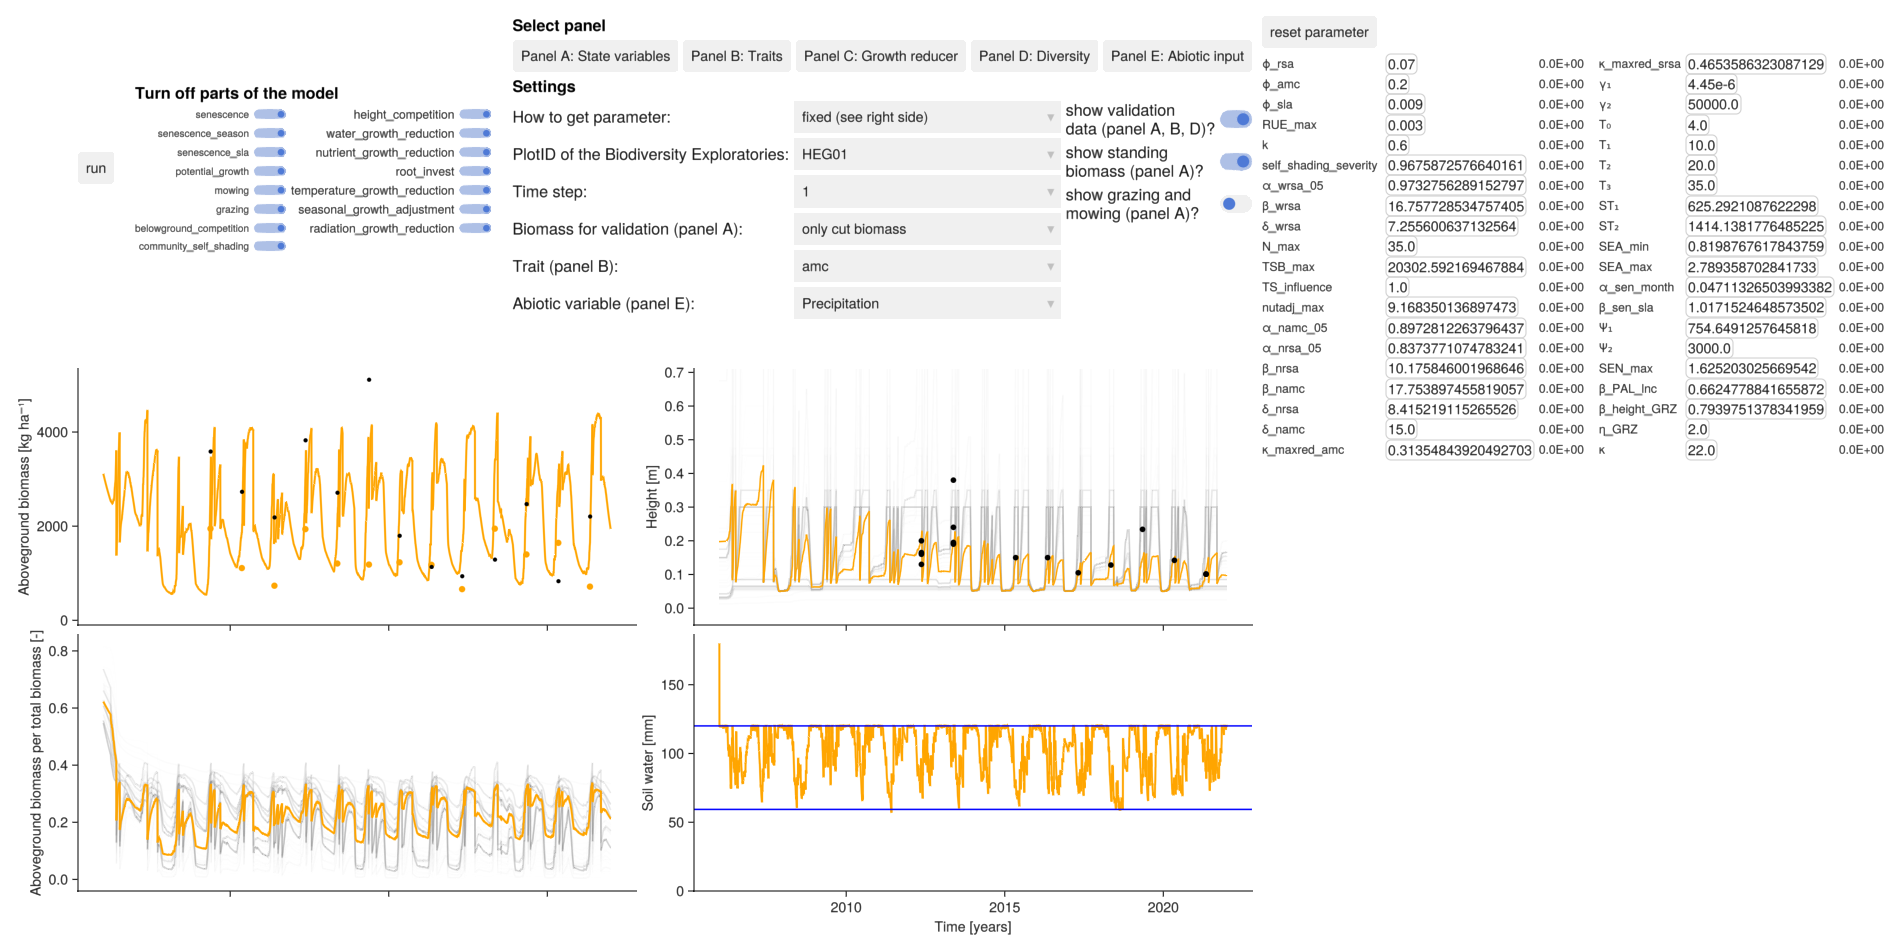 Select panel
Panel A: State variables
Panel B: Traits
Panel C: Growth reducer
Panel D: Diversity
Panel E: Abiotic input
Settings
How to get parameter:
fixed (see right side)
PlotID of the Biodiversity Exploratories:
HEG01
Time step:
1
Biomass for validation (panel A):
only cut biomass
Trait (panel B):
amc
Abiotic variable (panel E):
Precipitation
show validation
data (panel A, B, D)?
show standing
biomass (panel A)?
show grazing and
mowing (panel A)?
run
Turn off parts of the model
senescence
senescence_season
senescence_sla
potential_growth
mowing
grazing
belowground_competition
community_self_shading
height_competition
water_growth_reduction
nutrient_growth_reduction
root_invest
temperature_growth_reduction
seasonal_growth_adjustment
radiation_growth_reduction
reset parameter
ϕ_rsa 0.07 0.0E+00 κ_maxred_srsa 0.4653586323087129 0.0E+00
ϕ_amc 0.2 0.0E+00 γ₁ 4.45e-6 0.0E+00
ϕ_sla 0.009 0.0E+00 γ₂ 50000.0 0.0E+00
RUE_max 0.003 0.0E+00 T₀ 4.0 0.0E+00
k 0.6 0.0E+00 T₁ 10.0 0.0E+00
self_shading_severity 0.9675872576640161 0.0E+00 T₂ 20.0 0.0E+00
α_wrsa_05 0.9732756289152797 0.0E+00 T₃ 35.0 0.0E+00
β_wrsa 16.757728534757405 0.0E+00 ST₁ 625.2921087622298 0.0E+00
δ_wrsa 7.255600637132564 0.0E+00 ST₂ 1414.1381776485225 0.0E+00
N_max 35.0 0.0E+00 SEA_min 0.8198767617843759 0.0E+00
TSB_max 20302.592169467884 0.0E+00 SEA_max 2.789358702841733 0.0E+00
TS_influence 1.0 0.0E+00 α_sen_month 0.04711326503993382 0.0E+00
nutadj_max 9.168350136897473 0.0E+00 β_sen_sla 1.0171524648573502 0.0E+00
α_namc_05 0.8972812263796437 0.0E+00 Ψ₁ 754.6491257645818 0.0E+00
α_nrsa_05 0.8373771074783241 0.0E+00 Ψ₂ 3000.0 0.0E+00
β_nrsa 10.175846001968646 0.0E+00 SEN_max 1.625203025669542 0.0E+00
β_namc 17.753897455819057 0.0E+00 β_PAL_lnc 0.6624778841655872 0.0E+00
δ_nrsa 8.415219115265526 0.0E+00 β_height_GRZ 0.7939751378341959 0.0E+00
δ_namc 15.0 0.0E+00 η_GRZ 2.0 0.0E+00
κ_maxred_amc 0.31354843920492703 0.0E+00 κ 22.0 0.0E+00
Aboveground biomass [kg ha⁻¹]
4000
2000
0
Height [m]
0.7
0.6
0.5
0.4
0.3
0.2
0.1
0.0
Aboveground biomass per total biomass [-]
0.8
0.6
0.4
0.2
0.0
Soil water [mm]
150
100
50
0
2010 2015 2020
Time [years]